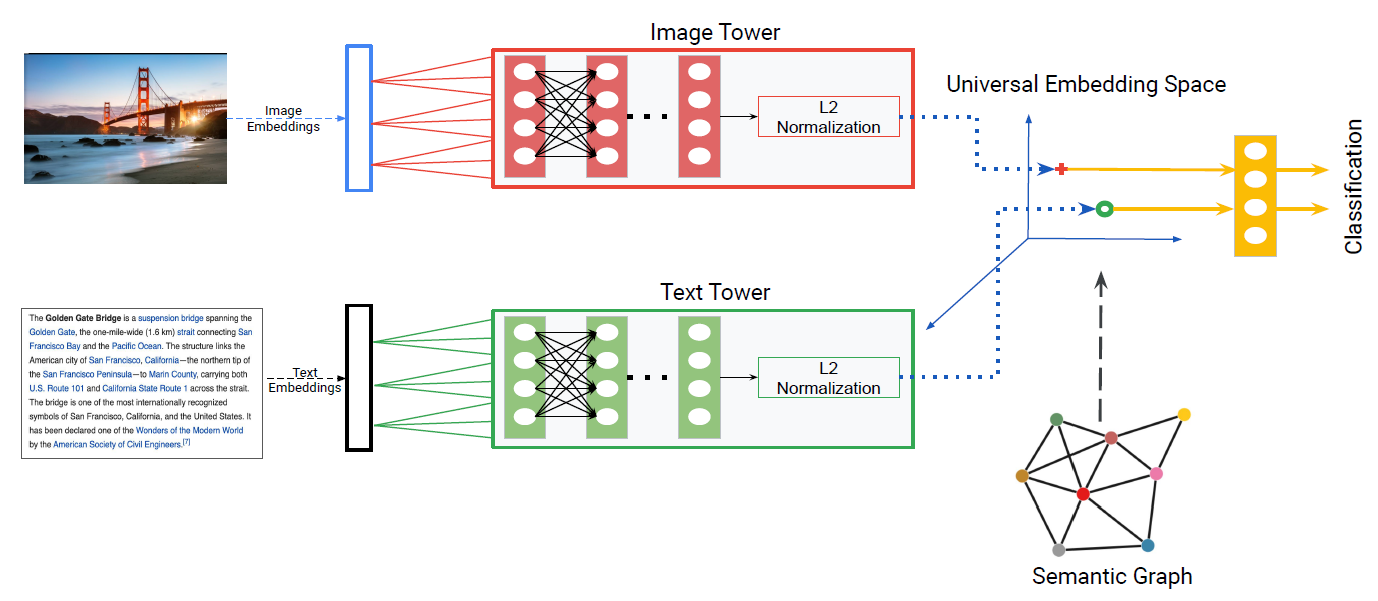 Image Tower
Image
Embeddings
L2
Normalization
Universal Embedding Space
Classification
Text Tower
The Golden Gate Bridge is a suspension bridge spanning the
Golden Gate, the one-mile-wide (1.6 km) strait connecting San
Francisco Bay and the Pacific Ocean. The structure links the
American city of San Francisco, California—the northern tip of
the San Francisco Peninsula—to Marin County, carrying both
U.S. Route 101 and California State Route 1 across the strait.
The bridge is one of the most internationally recognized
symbols of San Francisco, California, and the United States. It
has been declared one of the Wonders of the Modern World
by the American Society of Civil Engineers.[7]
Text
Embeddings
L2
Normalization
Semantic Graph